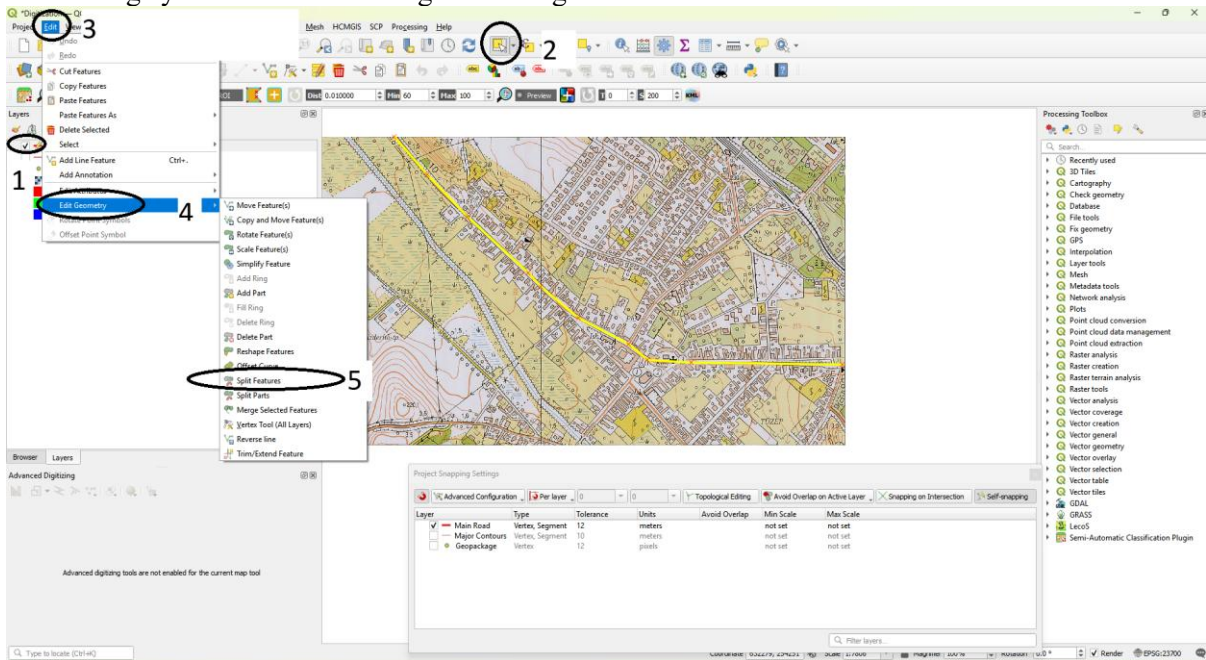 *Digitization — QGIS
Project Edit View Mesh HCMGIS SCP Processing Help
3
2
Undo
Redo
Cut Features
Copy Features
Paste Features
Paste Features As
Delete Selected
Select
Add Line Feature Ctrl+.
Add Annotation
Edit Attributes
Edit Geometry
Rotate Point Symbols
Offset Point Symbol
1
4
Dist 0.010000 Min 60 Max 100 Preview T 0 S 200
Layers
Move Feature(s)
Copy and Move Feature(s)
Rotate Feature(s)
Scale Feature(s)
Simplify Feature
Add Ring
Add Part
Fill Ring
Delete Ring
Delete Part
Reshape Features
Offset Curve
Split Features
5
Split Parts
Merge Selected Features
Vertex Tool (All Layers)
Reverse line
Trim/Extend Feature
Processing Toolbox
Search...
Recently used
3D Tiles
Cartography
Check geometry
Database
File tools
Fix geometry
GPS
Interpolation
Layer tools
Mesh
Metadata tools
Network analysis
Plots
Point cloud conversion
Point cloud data management
Point cloud extraction
Raster analysis
Raster creation
Raster terrain analysis
Raster tools
Vector analysis
Vector coverage
Vector creation
Vector general
Vector geometry
Vector overlay
Vector selection
Vector table
Vector tiles
GDAL
GRASS
LecoS
Semi-Automatic Classification Plugin
Browser Layers
Advanced Digitizing
Advanced digitizing tools are not enabled for the current map tool
Project Snapping Settings
Advanced Configuration Per layer 0 0 Topological Editing Avoid Overlap on Active Layer Snapping on Intersection Self-snapping
Layer Type Tolerance Units Avoid Overlap Min Scale Max Scale
Main Road Vertex, Segment 12 meters not set not set
Major Contours Vertex, Segment 10 meters not set not set
Geopackage Vertex 12 pixels not set not set
Filter layers...
Type to locate (Ctrl+K)
Coordinate Scale Magnifier 100% Rotation 0.0 ° Render EPSG:23700